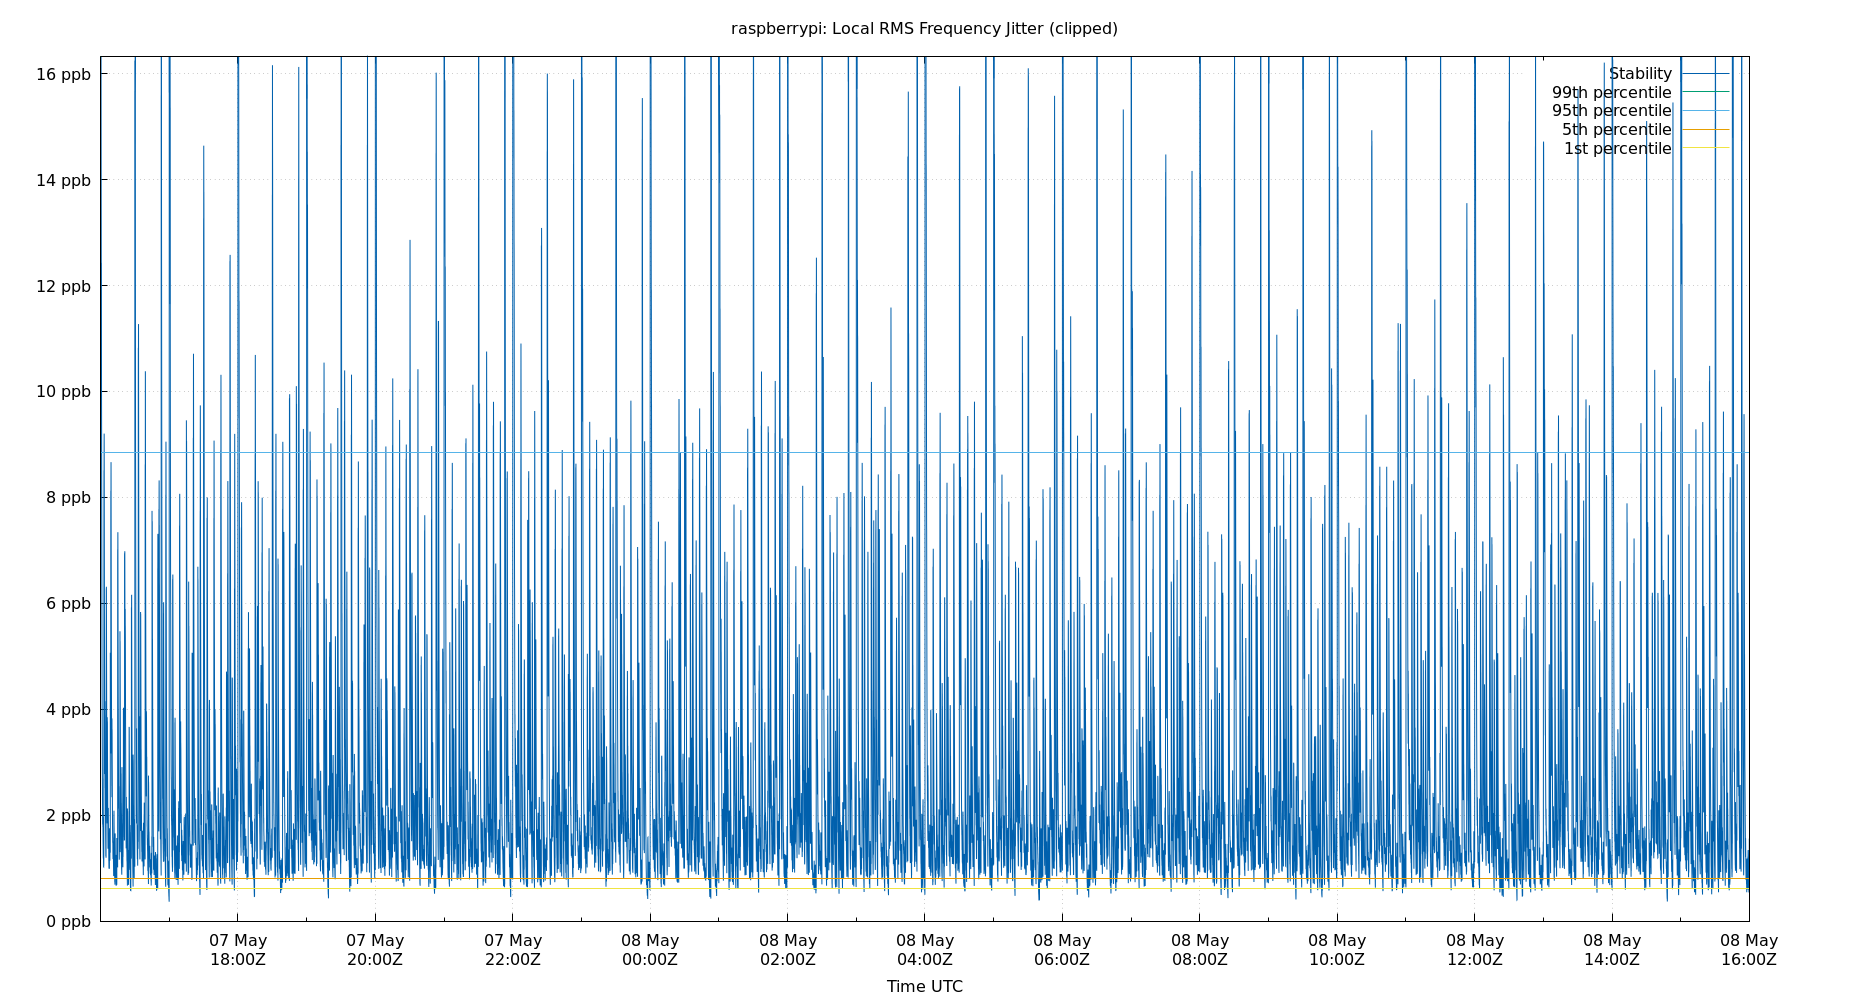 raspberrypi: Local RMS Frequency Jitter (clipped)
16 ppb
14 ppb
12 ppb
10 ppb
8 ppb
6 ppb
4 ppb
2 ppb
0 ppb
Stability
99th percentile
95th percentile
5th percentile
1st percentile
07 May 07 May 07 May 08 May 08 May 08 May 08 May 08 May 08 May 08 May 08 May 08 May
18:00Z 20:00Z 22:00Z 00:00Z 02:00Z 04:00Z 06:00Z 08:00Z 10:00Z 12:00Z 14:00Z 16:00Z
Time UTC